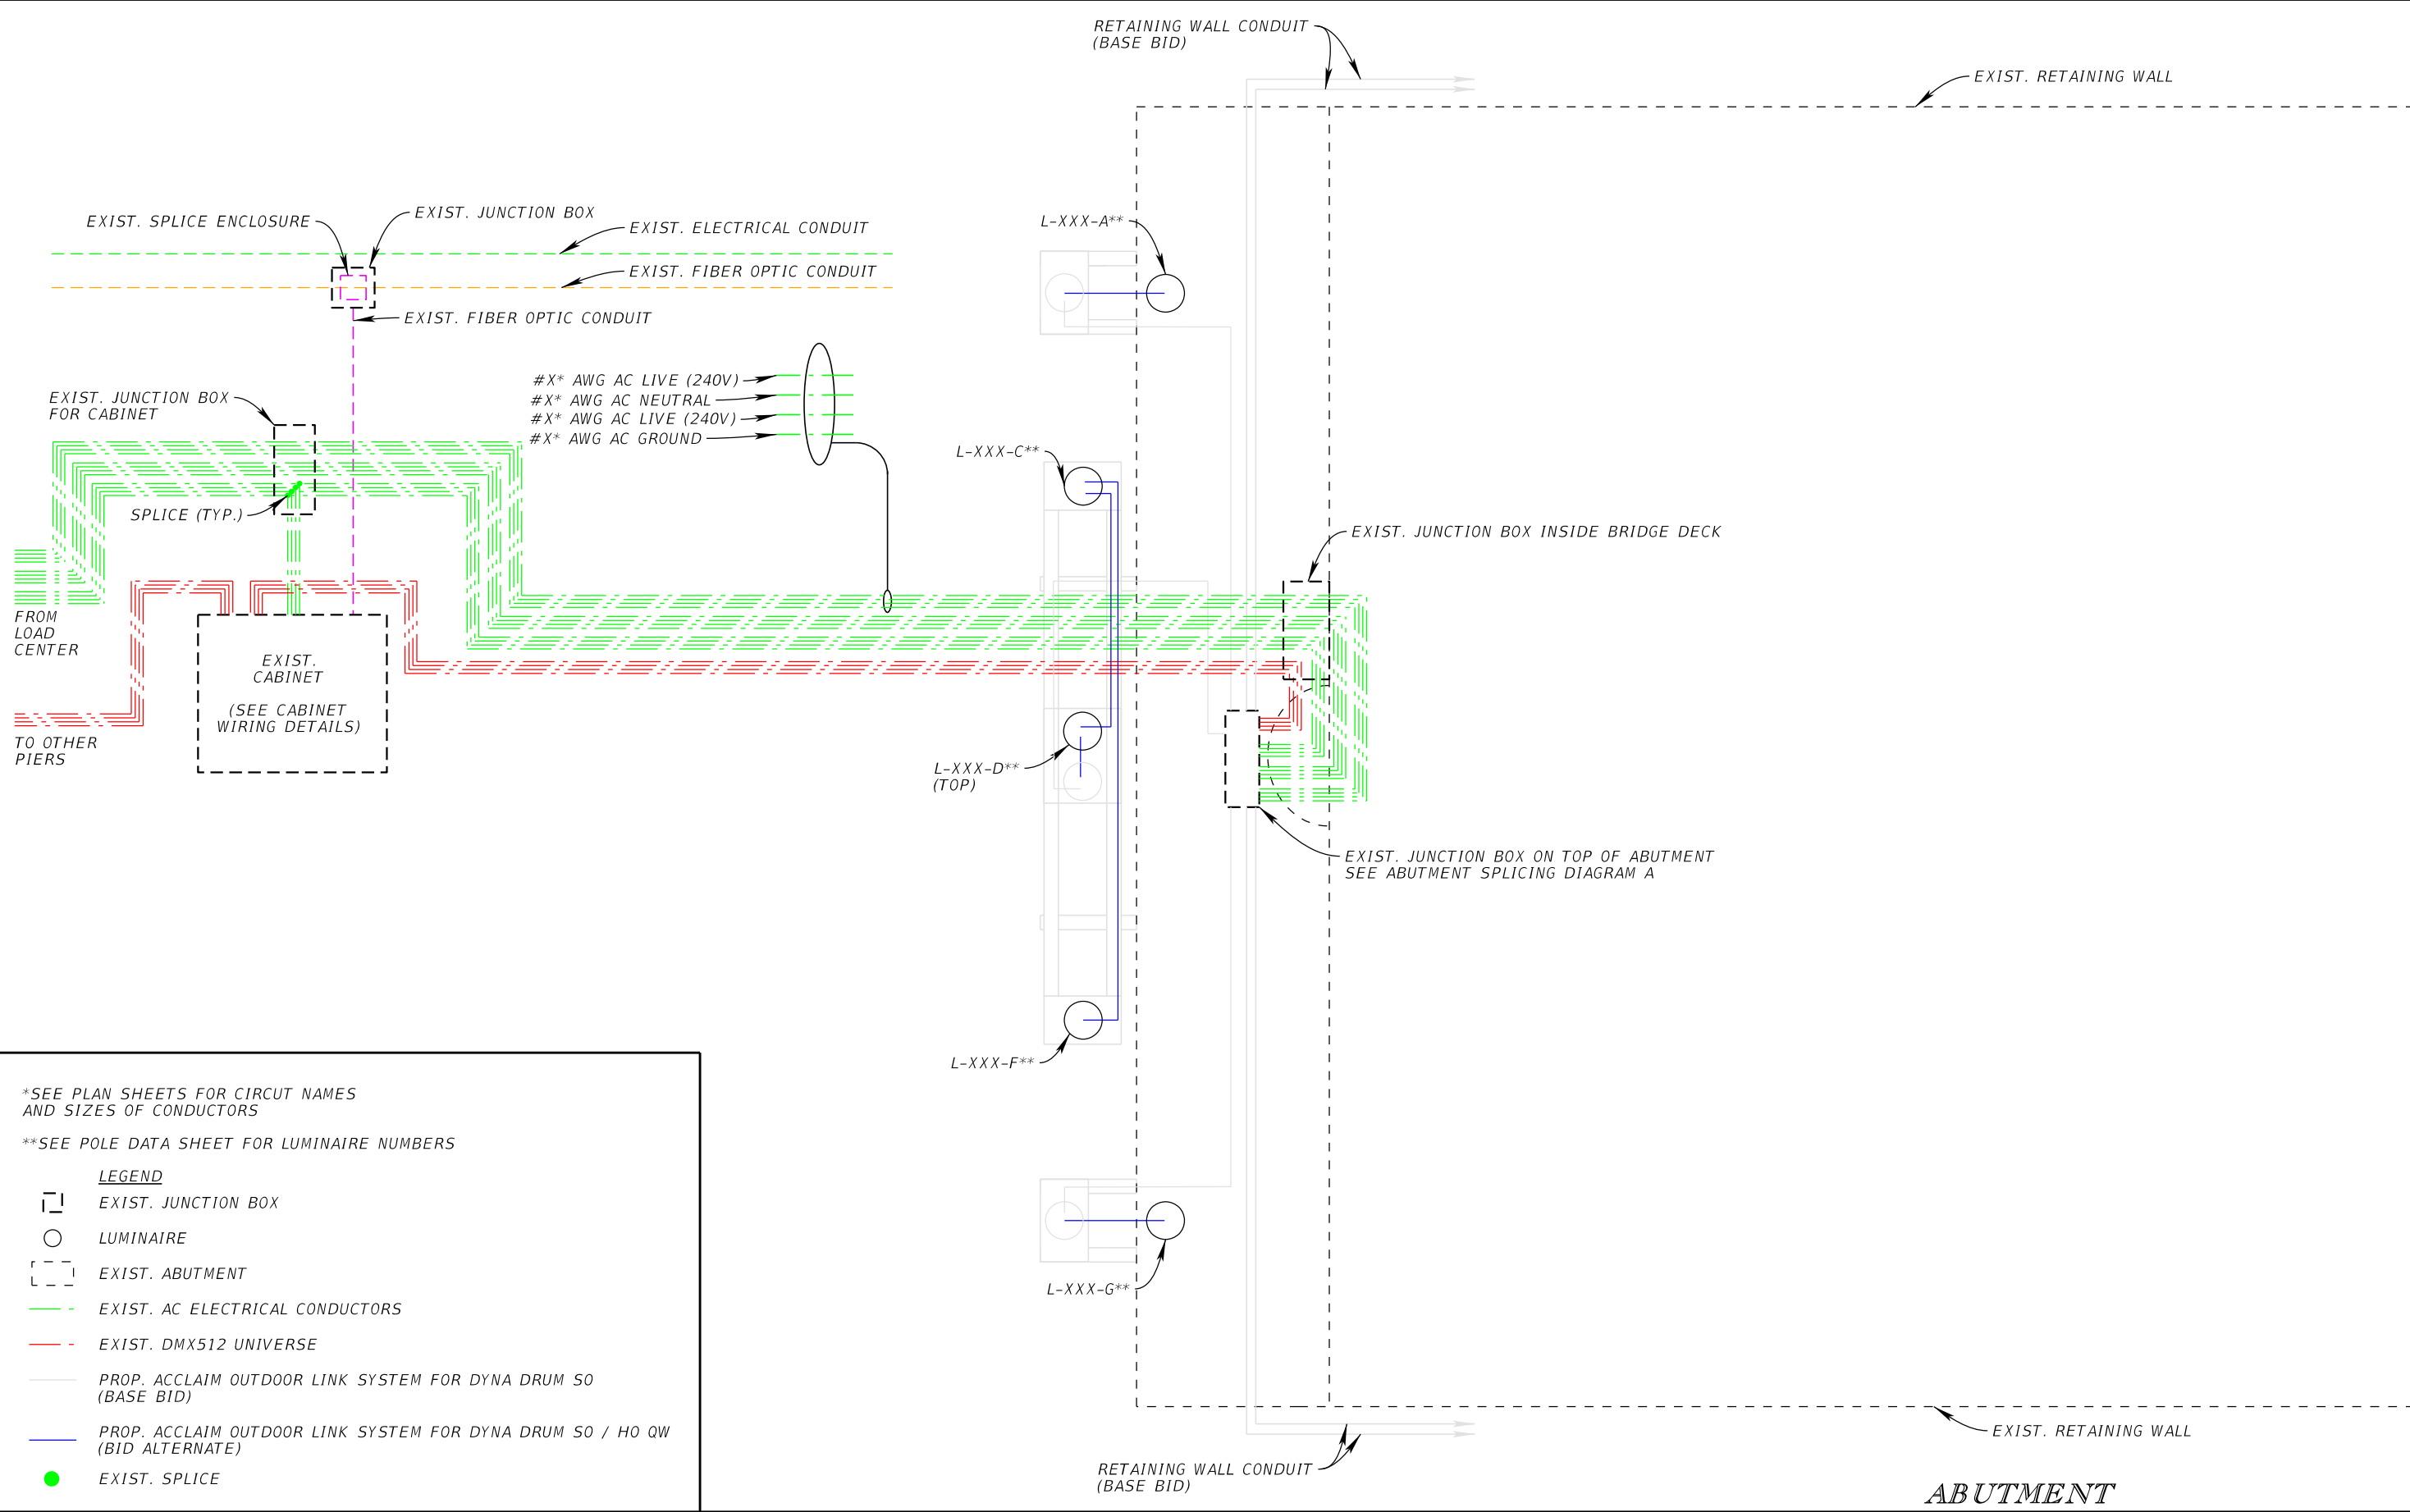 RETAINING WALL CONDUIT
(BASE BID)
EXIST. RETAINING WALL
EXIST. SPLICE ENCLOSURE
EXIST. JUNCTION BOX
EXIST. ELECTRICAL CONDUIT
EXIST. FIBER OPTIC CONDUIT
EXIST. FIBER OPTIC CONDUIT
L-XXX-A**
#X* AWG AC LIVE (240V)
#X* AWG AC NEUTRAL
#X* AWG AC LIVE (240V)
#X* AWG AC GROUND
EXIST. JUNCTION BOX
FOR CABINET
SPLICE (TYP.)
L-XXX-C**
EXIST. JUNCTION BOX INSIDE BRIDGE DECK
FROM
LOAD
CENTER
EXIST.
CABINET
(SEE CABINET
WIRING DETAILS)
TO OTHER
PIERS
L-XXX-D**
(TOP)
EXIST. JUNCTION BOX ON TOP OF ABUTMENT
SEE ABUTMENT SPLICING DIAGRAM A
L-XXX-F**
L-XXX-G**
*SEE PLAN SHEETS FOR CIRCUT NAMES
AND SIZES OF CONDUCTORS
**SEE POLE DATA SHEET FOR LUMINAIRE NUMBERS
LEGEND
EXIST. JUNCTION BOX
LUMINAIRE
EXIST. ABUTMENT
EXIST. AC ELECTRICAL CONDUCTORS
EXIST. DMX512 UNIVERSE
PROP. ACCLAIM OUTDOOR LINK SYSTEM FOR DYNA DRUM SO
(BASE BID)
PROP. ACCLAIM OUTDOOR LINK SYSTEM FOR DYNA DRUM SO / HO QW
(BID ALTERNATE)
EXIST. SPLICE
RETAINING WALL CONDUIT
(BASE BID)
EXIST. RETAINING WALL
ABUTMENT